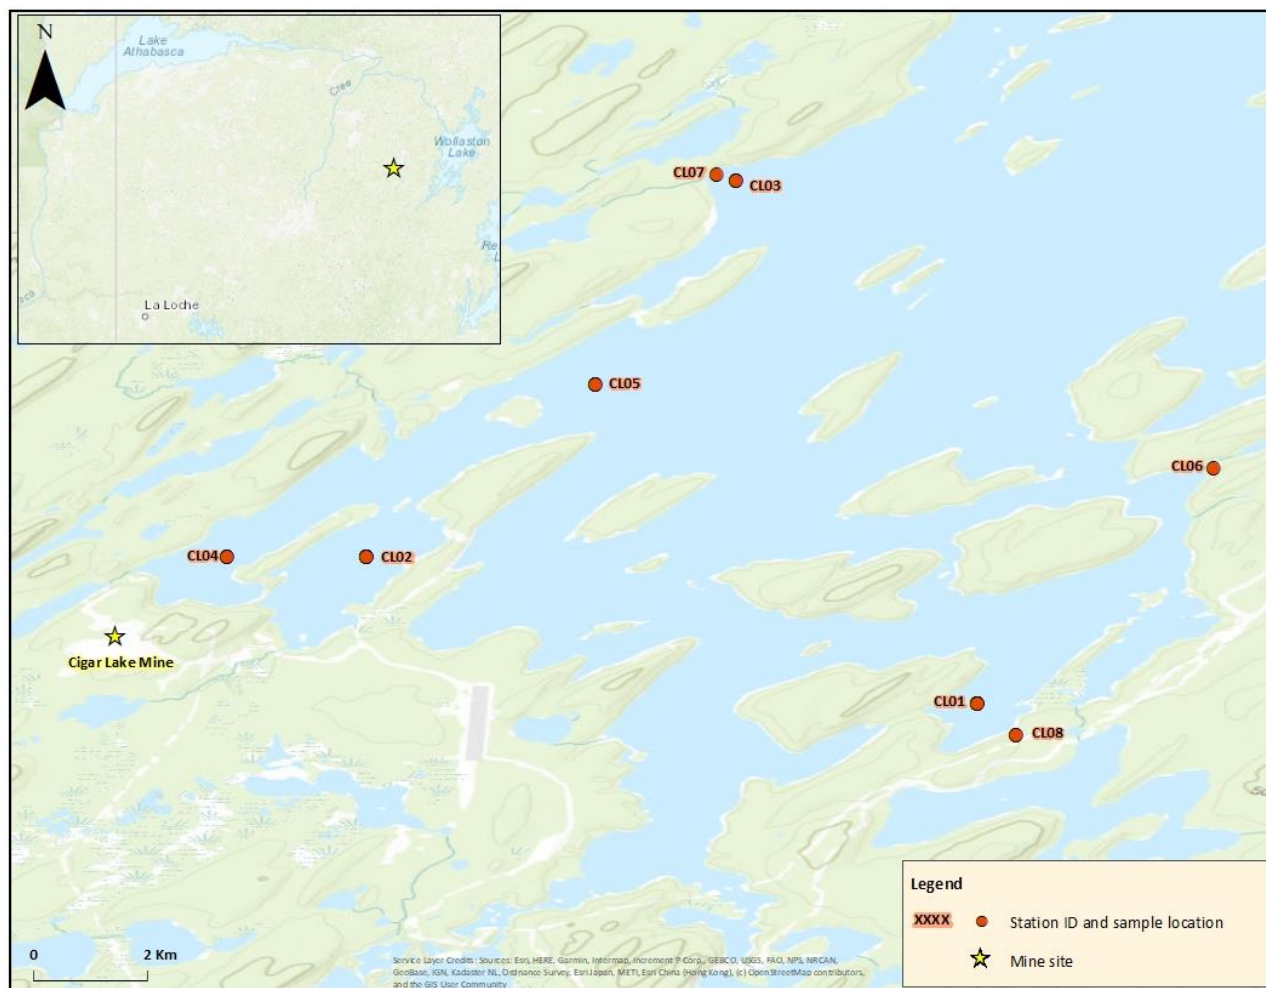 N
Lake
Athabasca
Cree
Wollaston
Lake
Re
L
La Loche
CL07
CL03
CL05
CL06
CL04
CL02
Cigar Lake Mine
CL01
CL08
Legend
XXXX Station ID and sample location
Mine site
0 2 Km
Service Layer Credits: Sources: Esri, HERE, Garmin, Intermap, increment P Corp., GEBCO, USGS, FAO, NPS, NRCAN,
GeoBase, IGN, Kadaster NL, Ordnance Survey, Esri Japan, METI, Esri China (Hong Kong), (c) OpenStreetMap contributors,
and the GIS User Community